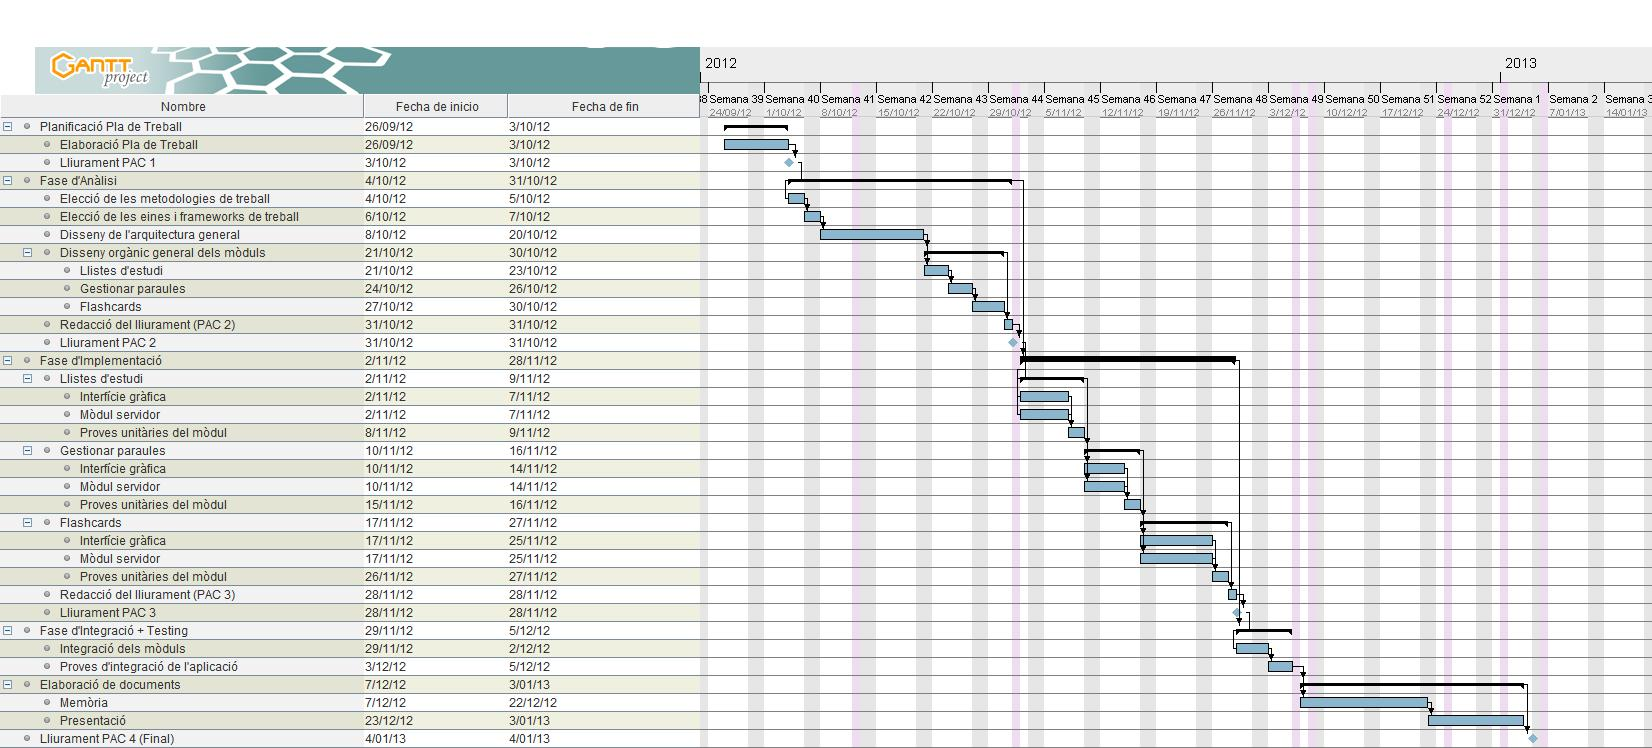 GANTT project
2012 2013
Nombre Fecha de inicio Fecha de fin
38 Semana 39 Semana 40 Semana 41 Semana 42 Semana 43 Semana 44 Semana 45 Semana 46 Semana 47 Semana 48 Semana 49 Semana 50 Semana 51 Semana 52 Semana 1 Semana 2 Semana 3
24/09/12 1/10/12 8/10/12 15/10/12 22/10/12 29/10/12 5/11/12 12/11/12 19/11/12 26/11/12 3/12/12 10/12/12 17/12/12 24/12/12 31/12/12 7/01/13 14/01/13
Planificació Pla de Treball 26/09/12 3/10/12
Elaboració Pla de Treball 26/09/12 3/10/12
Lliurament PAC 1 3/10/12 3/10/12
Fase d'Anàlisi 4/10/12 31/10/12
Elecció de les metodologies de treball 4/10/12 5/10/12
Elecció de les eines i frameworks de treball 6/10/12 7/10/12
Disseny de l'arquitectura general 8/10/12 20/10/12
Disseny orgànic general dels mòduls 21/10/12 30/10/12
Llistes d'estudi 21/10/12 23/10/12
Gestionar paraules 24/10/12 26/10/12
Flashcards 27/10/12 30/10/12
Redacció del lliurament (PAC 2) 31/10/12 31/10/12
Lliurament PAC 2 31/10/12 31/10/12
Fase d'Implementació 2/11/12 28/11/12
Llistes d'estudi 2/11/12 9/11/12
Interfície gràfica 2/11/12 7/11/12
Mòdul servidor 2/11/12 7/11/12
Proves unitàries del mòdul 8/11/12 9/11/12
Gestionar paraules 10/11/12 16/11/12
Interfície gràfica 10/11/12 14/11/12
Mòdul servidor 10/11/12 14/11/12
Proves unitàries del mòdul 15/11/12 16/11/12
Flashcards 17/11/12 27/11/12
Interfície gràfica 17/11/12 25/11/12
Mòdul servidor 17/11/12 25/11/12
Proves unitàries del mòdul 26/11/12 27/11/12
Redacció del lliurament (PAC 3) 28/11/12 28/11/12
Lliurament PAC 3 28/11/12 28/11/12
Fase d'Integració + Testing 29/11/12 5/12/12
Integració dels mòduls 29/11/12 2/12/12
Proves d'integració de l'aplicació 3/12/12 5/12/12
Elaboració de documents 7/12/12 3/01/13
Memòria 7/12/12 22/12/12
Presentació 23/12/12 3/01/13
Lliurament PAC 4 (Final) 4/01/13 4/01/13